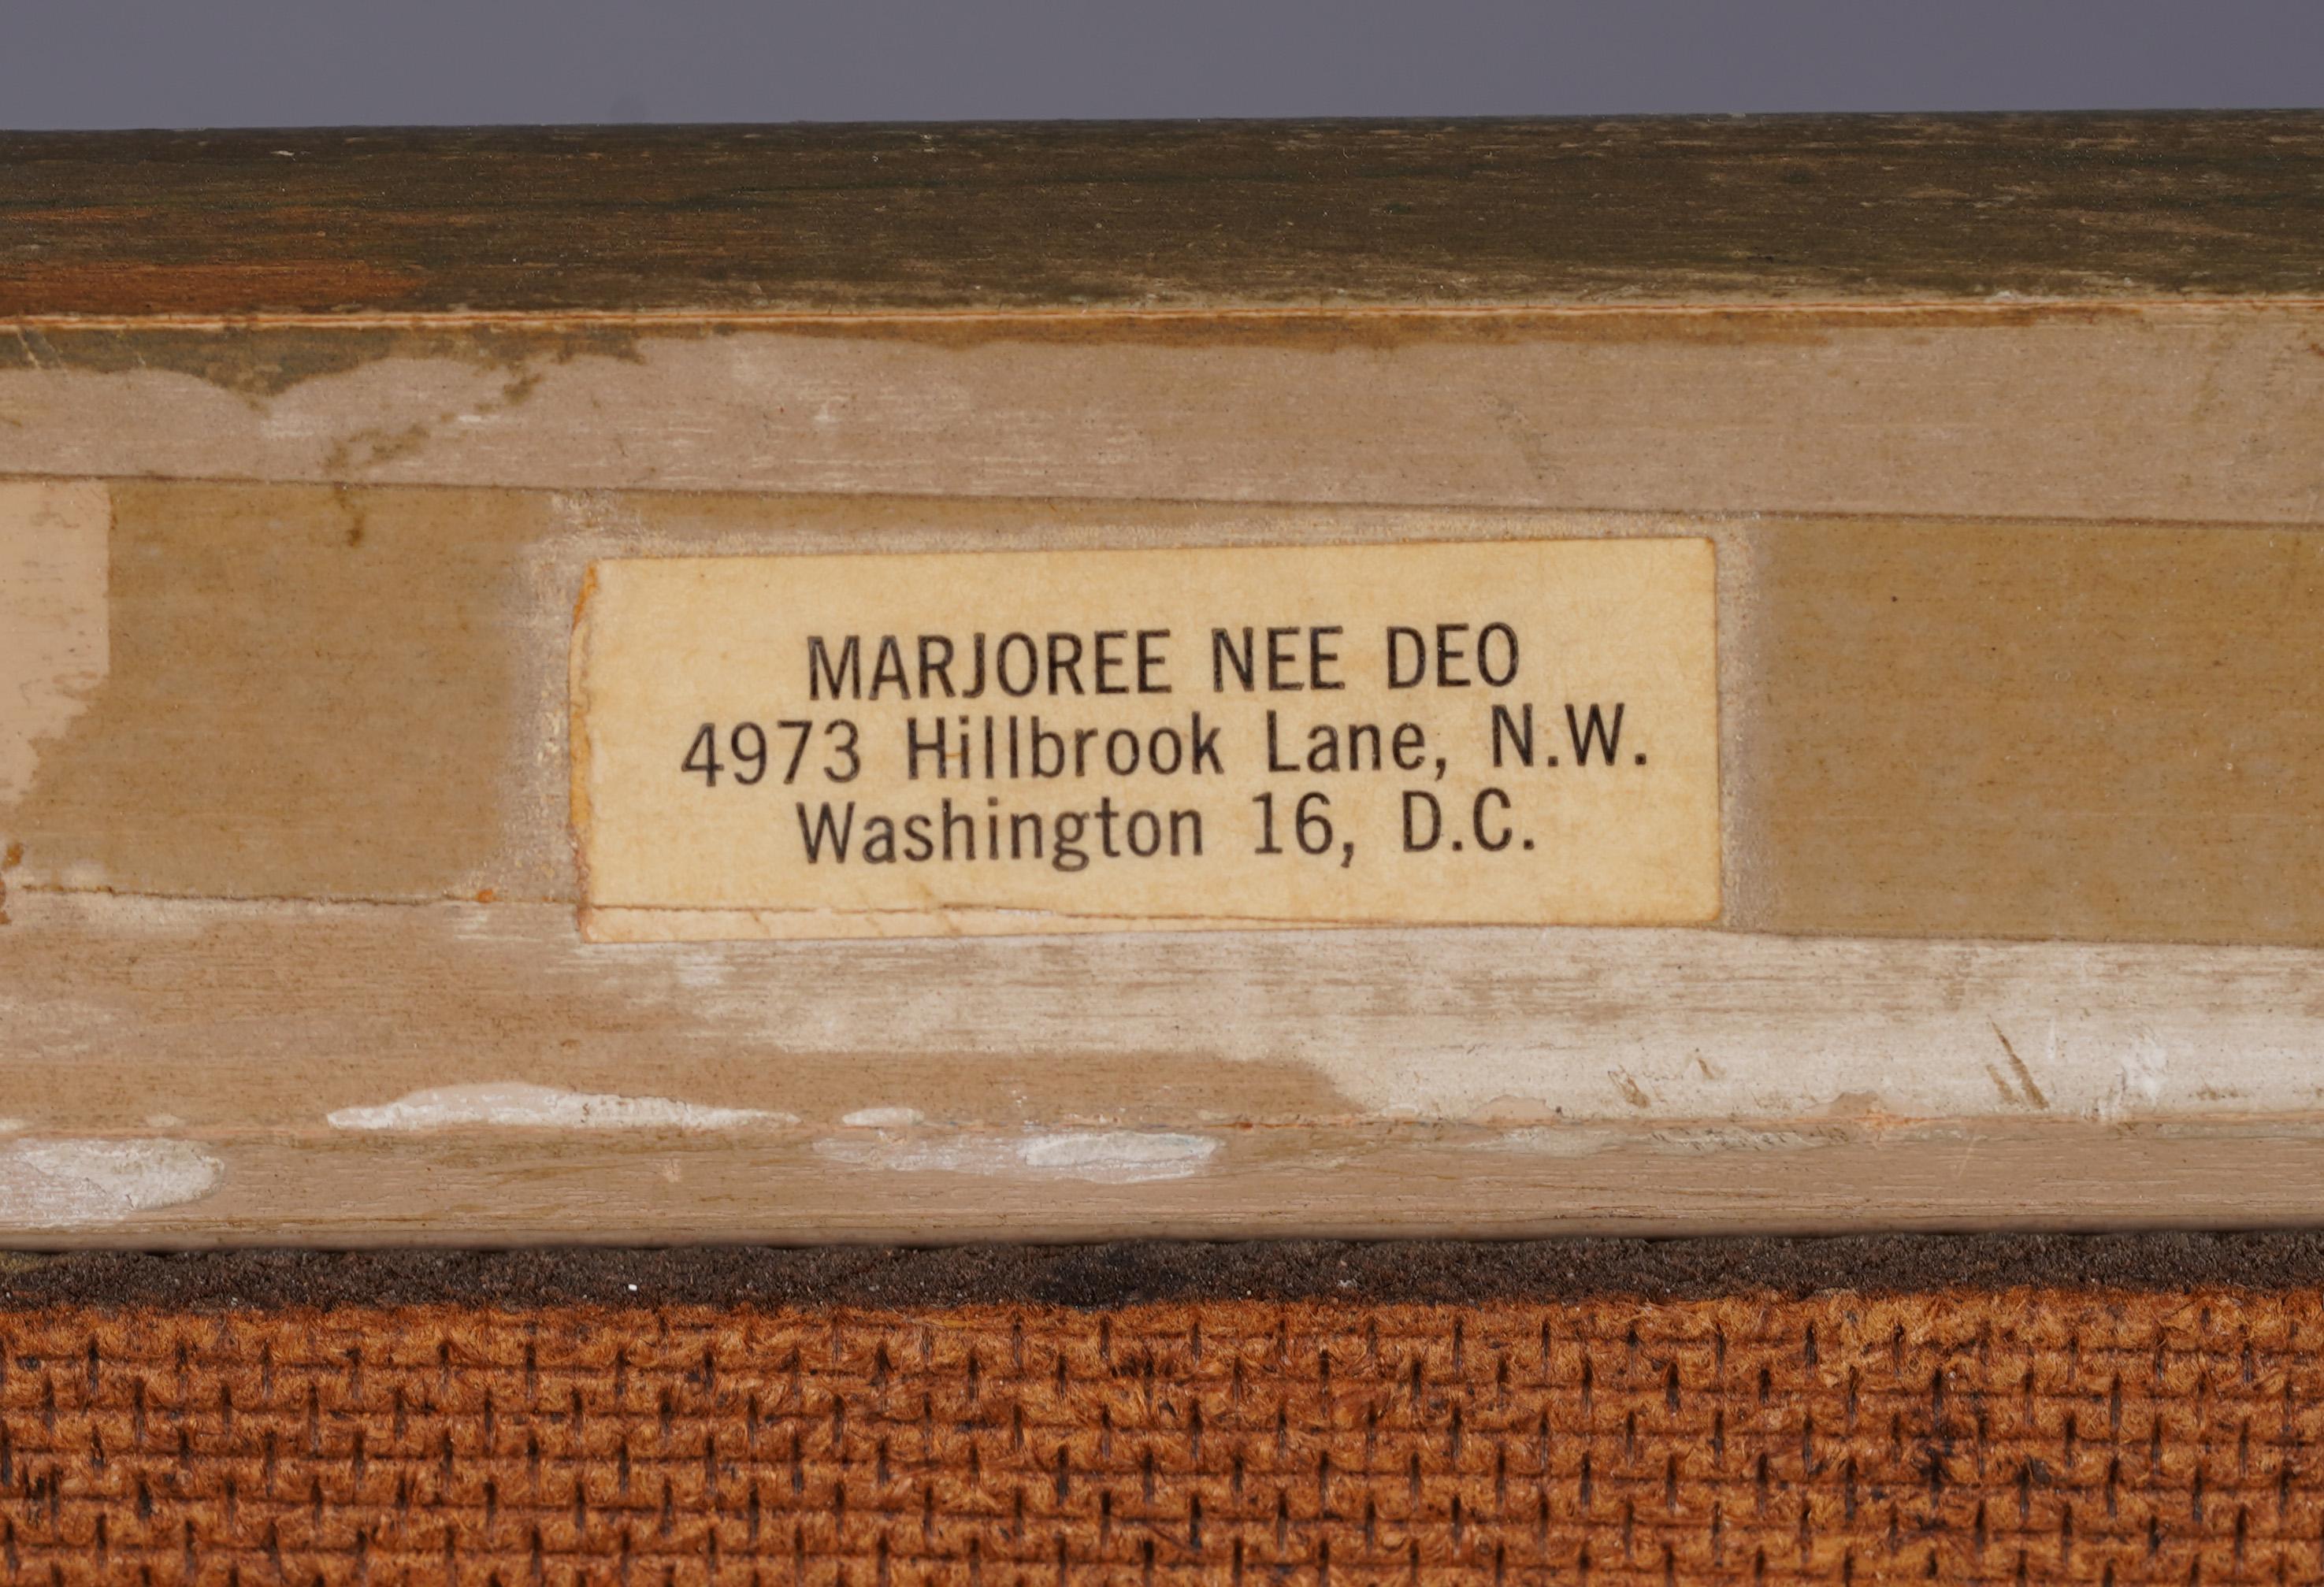 MARJOREE NEE DEO
4973 Hillbrook Lane, N.W.
Washington 16, D.C.